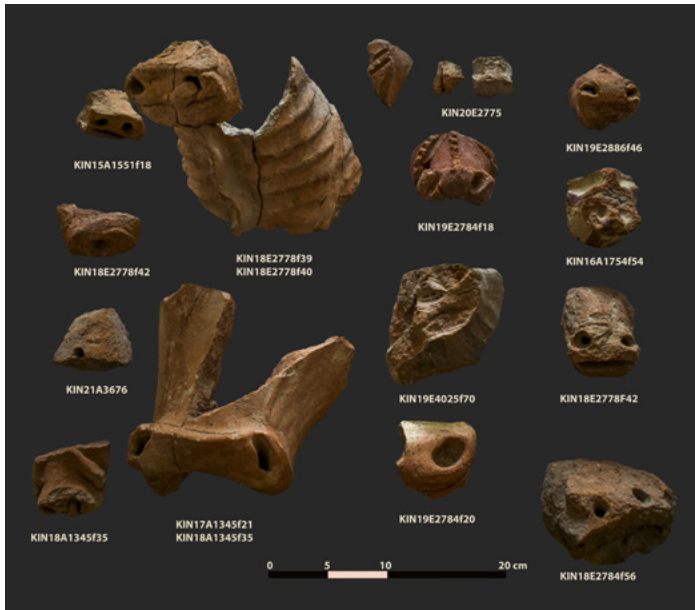 KIN20E2775
KIN15A1551f18
KIN19E2886f46
KIN19E2784f18
KIN18E2778f39
KIN18E2778f40
KIN16A1754f54
KIN18E2778f42
KIN21A3676
KIN19E4025f70
KIN18E2778F42
KIN17A1345f21
KIN18A1345f35
KIN18A1345f35
KIN19E2784f20
0 5 10 20 cm
KIN18E2784f56